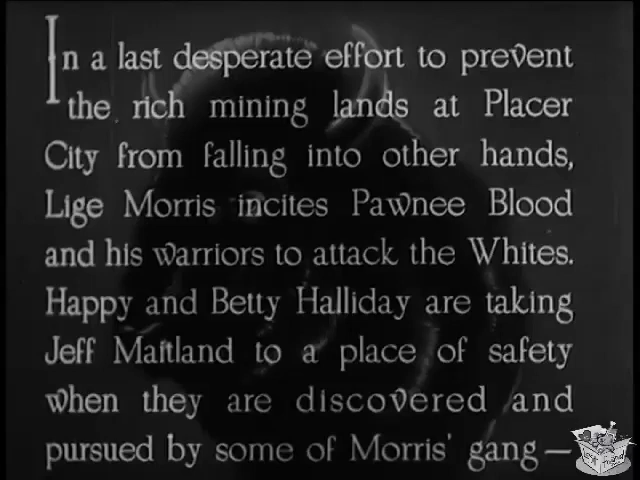 In a last desperate effort to prevent
the rich mining lands at Placer
City from falling into other hands,
Lige Morris incites Pawnee Blood
and his warriors to attack the Whites.
Happy and Betty Halliday are taking
Jeff Maitland to a place of safety
when they are discovered and
pursued by some of Morris' gang—